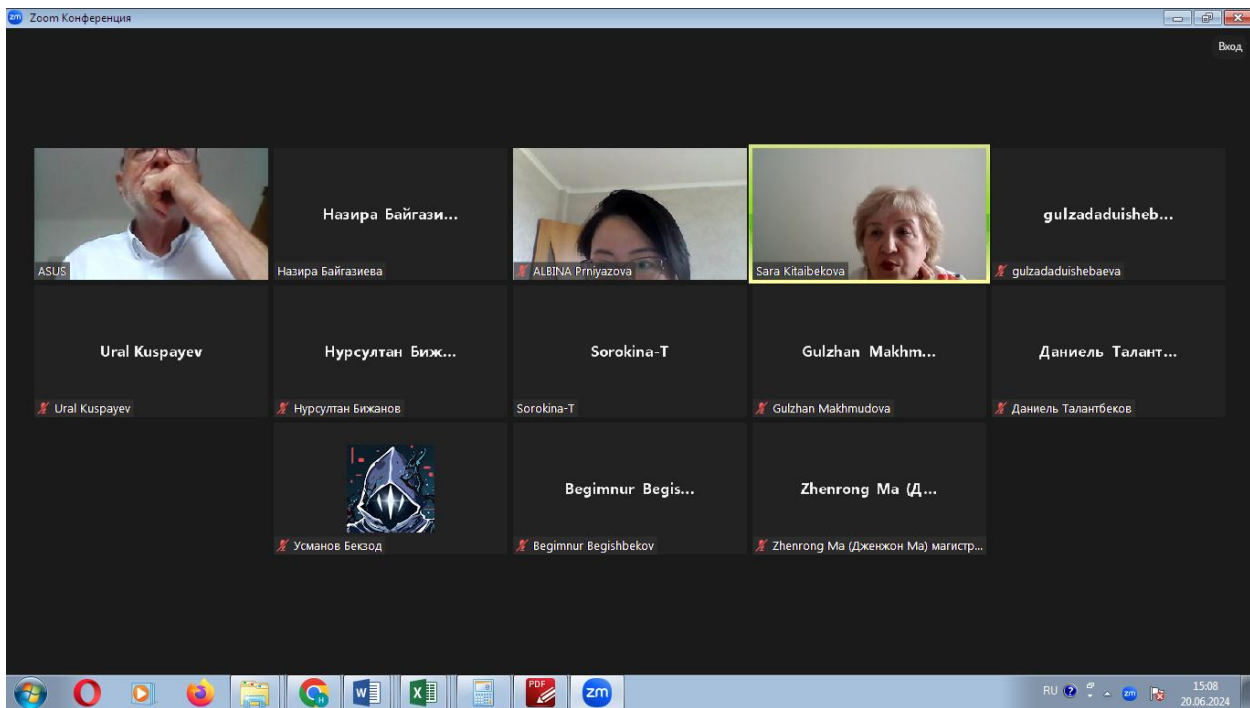 zm Zoom Конференция
Вход
ASUS
Назира Байгази...
Назира Байгазиева
ALBINA Prniyazova
Sara Kitaibekova
gulzadaduisheb...
gulzadaduishebaeva
Ural Kuspayev
Ural Kuspayev
Нурсултан Биж...
Нурсултан Бижанов
Sorokina-T
Sorokina-T
Gulzhan Makhm...
Gulzhan Makhmudova
Даниель Талант...
Даниель Талантбеков
Усманов Бекзод
Begimnur Begis...
Begimnur Begishbekov
Zhenrong Ma (Д...
Zhenrong Ma (Дженжон Ма) магистр...
PDF
zm
RU
zm
15:08
20.06.2024